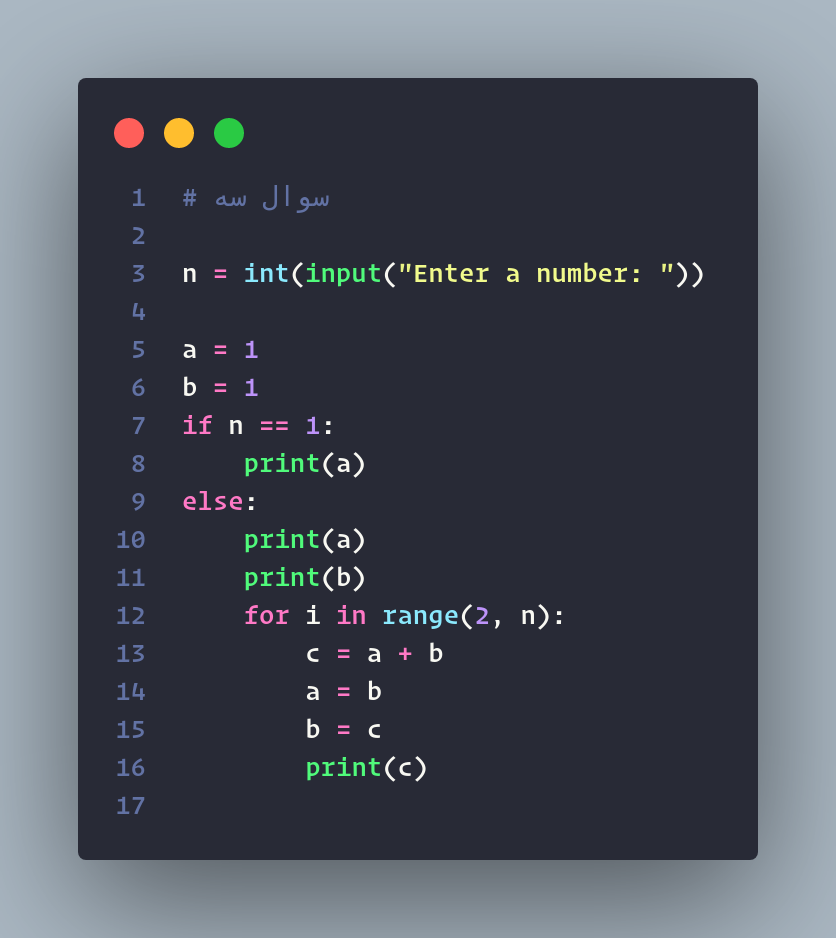 1 # سوال سه
2
3 n = int(input("Enter a number: "))
4
5 a = 1
6 b = 1
7 if n == 1:
8     print(a)
9 else:
10     print(a)
11     print(b)
12     for i in range(2, n):
13         c = a + b
14         a = b
15         b = c
16         print(c)
17